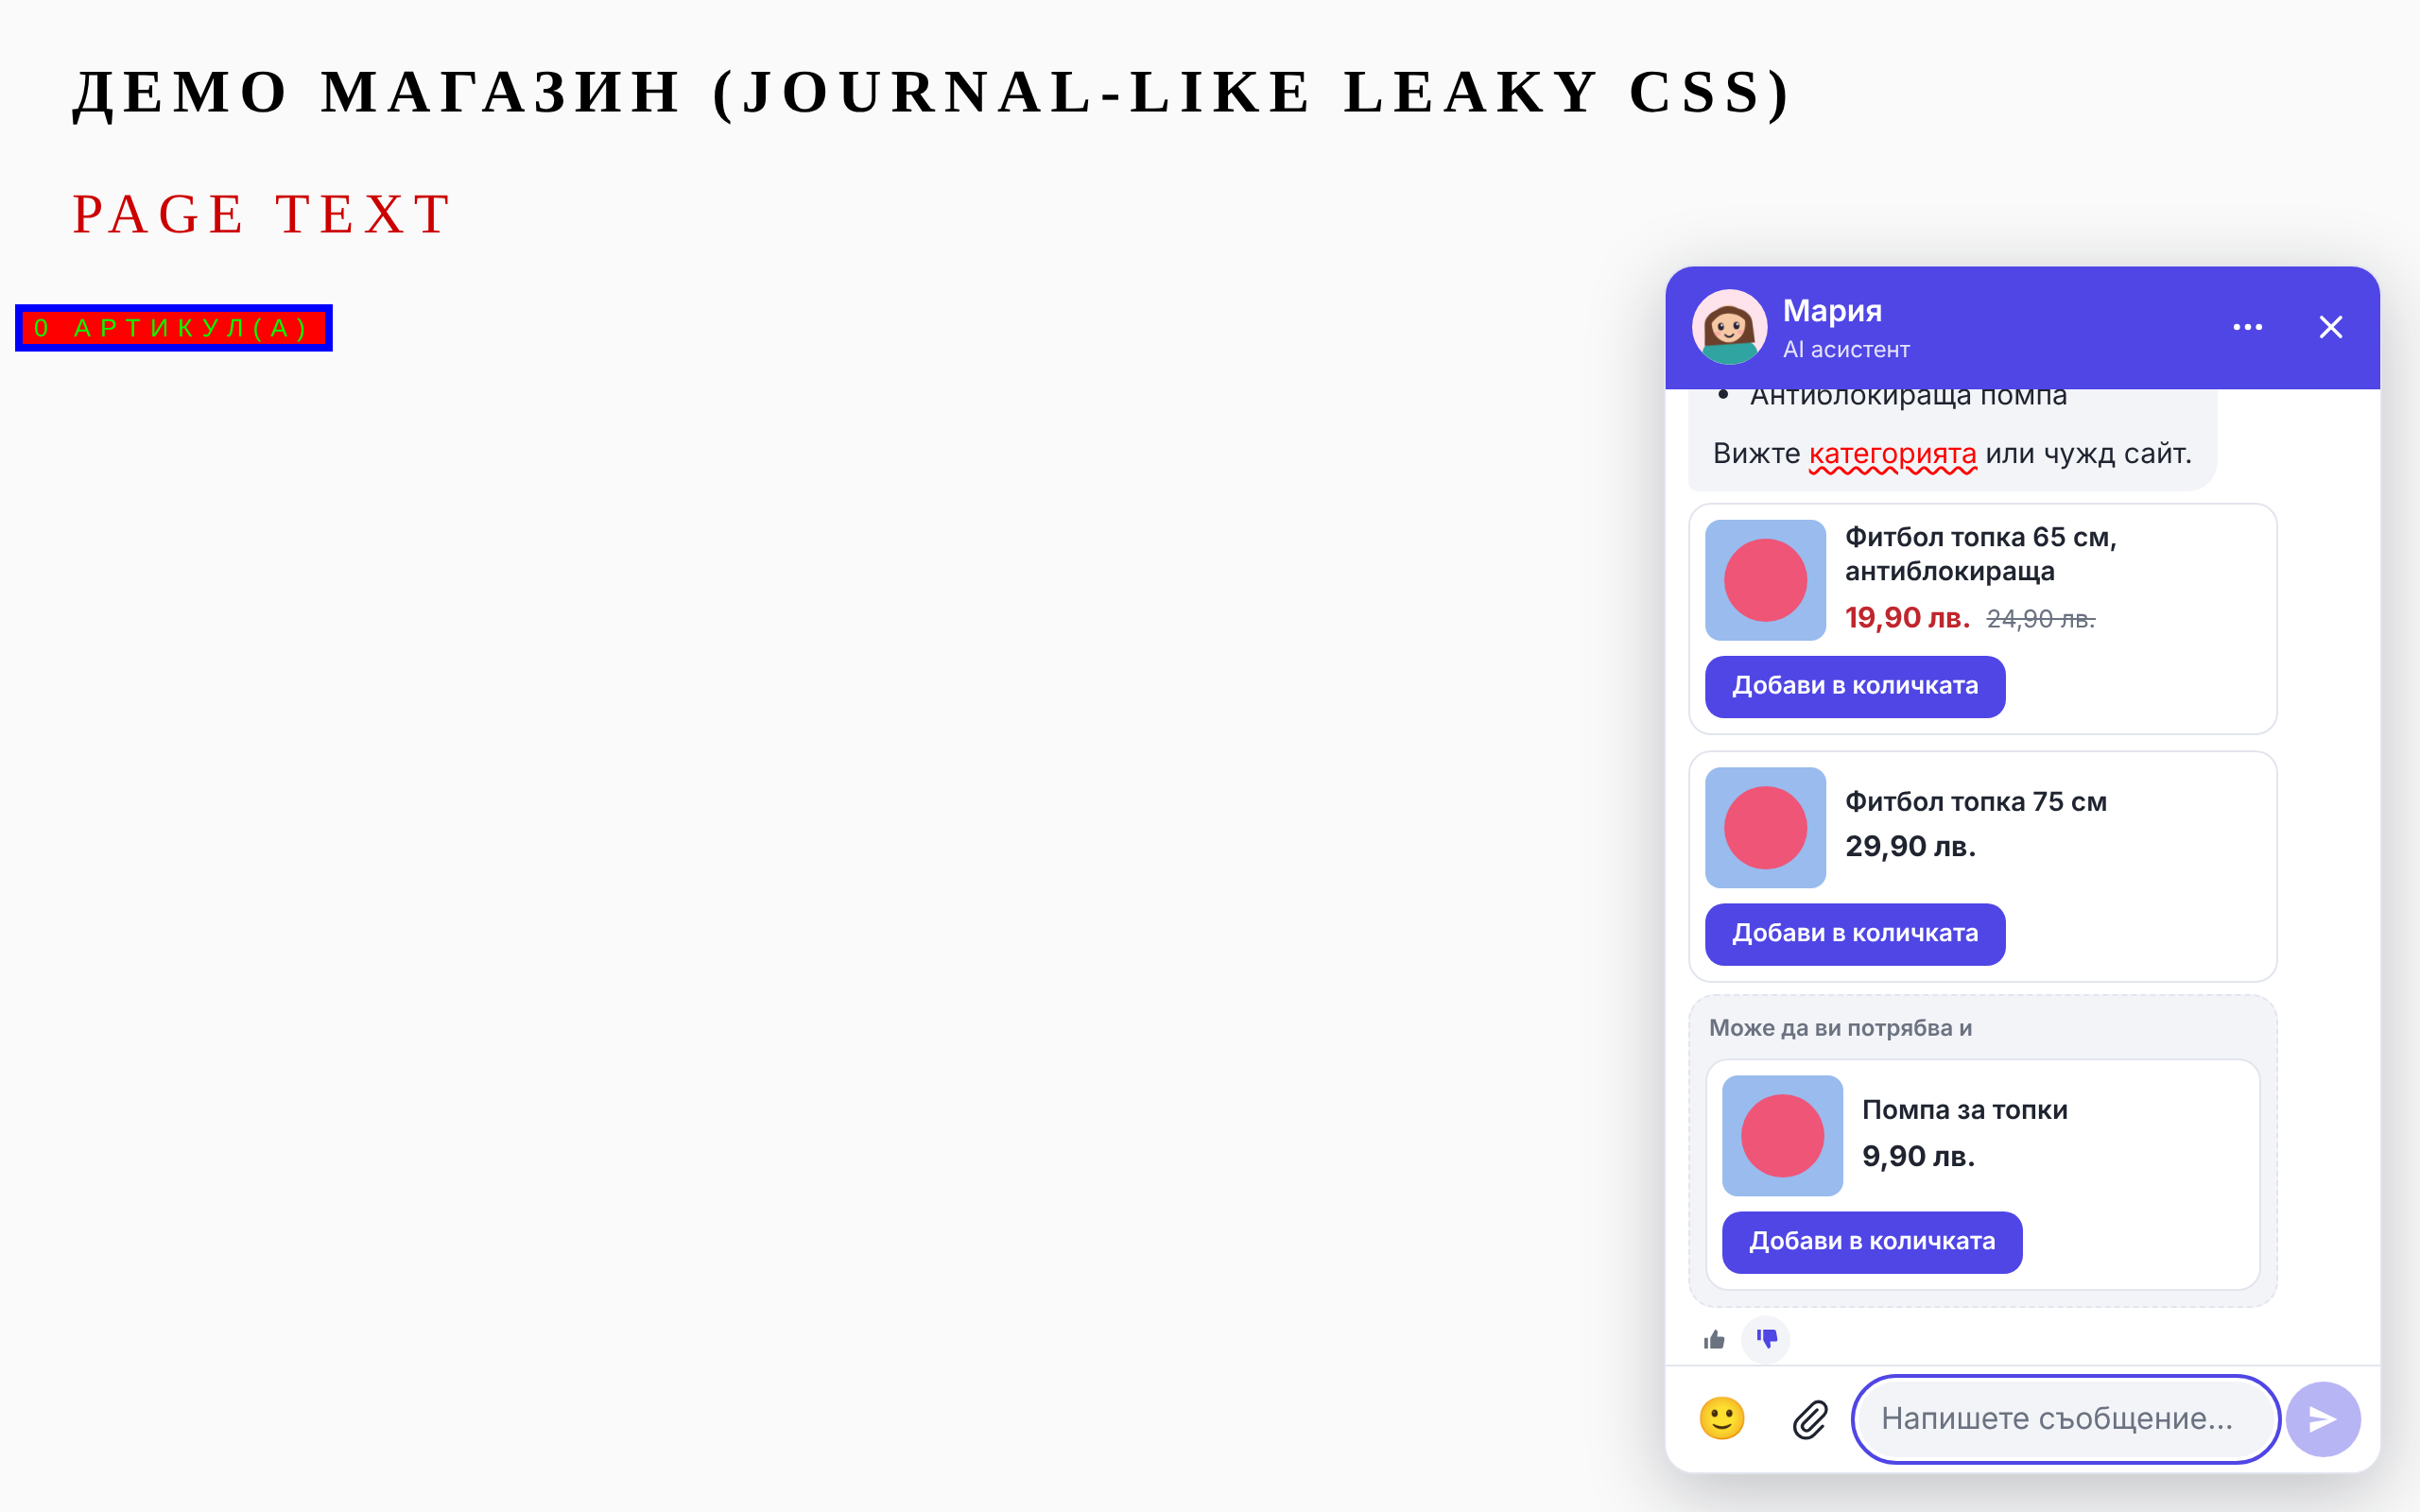 ДЕМО МАГАЗИН (JOURNAL-LIKE LEAKY CSS)
PAGE TEXT
0 АРТИКУЛ(А)
Мария
AI асистент
• Антиблокираща помпа
Вижте категорията или чужд сайт.
Фитбол топка 65 см,
антиблокираща
19,90 лв. 24,90 лв.
Добави в количката
Фитбол топка 75 см
29,90 лв.
Добави в количката
Може да ви потрябва и
Помпа за топки
9,90 лв.
Добави в количката
Напишете съобщение...